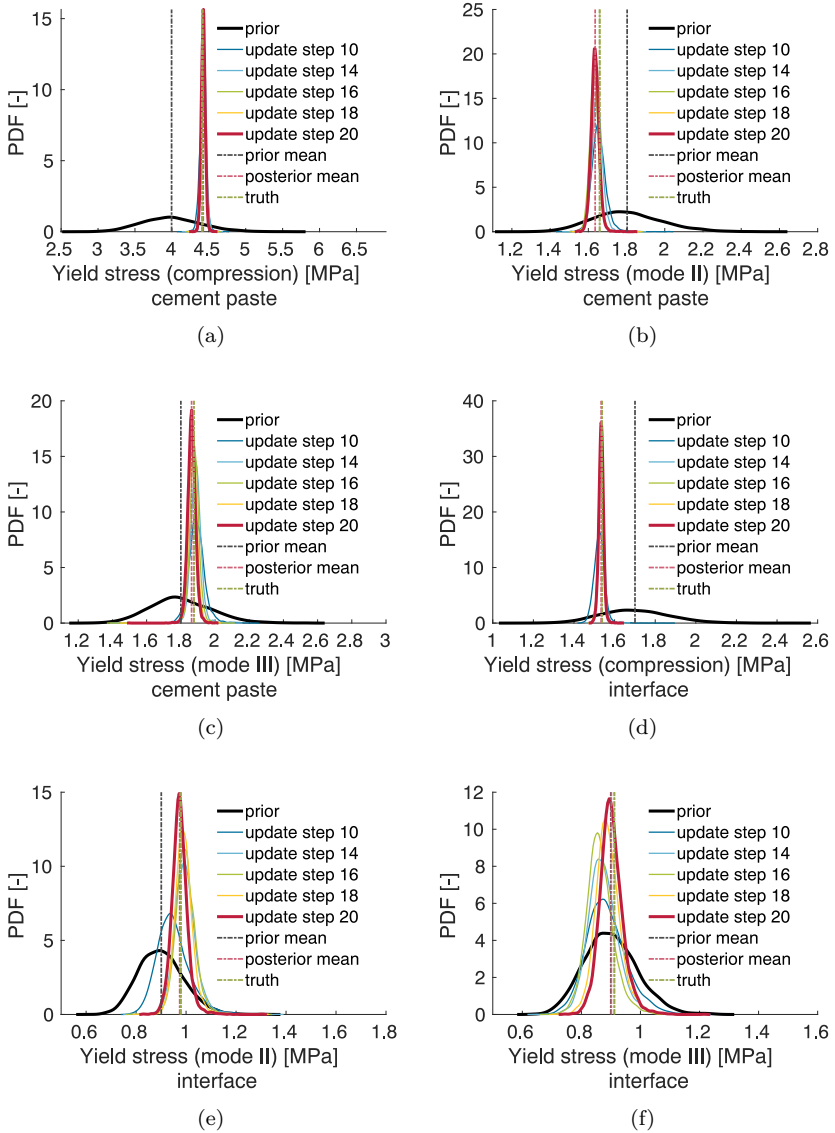 PDF [-]
15
10
5
0
prior
update step 10
update step 14
update step 16
update step 18
update step 20
prior mean
posterior mean
truth
2.5 3 3.5 4 4.5 5 5.5 6 6.5
Yield stress (compression) [MPa]
cement paste
(a)
PDF [-]
25
20
15
10
5
0
prior
update step 10
update step 14
update step 16
update step 18
update step 20
prior mean
posterior mean
truth
1.2 1.4 1.6 1.8 2 2.2 2.4 2.6 2.8
Yield stress (mode II) [MPa]
cement paste
(b)
PDF [-]
20
15
10
5
0
prior
update step 10
update step 14
update step 16
update step 18
update step 20
prior mean
posterior mean
truth
1.2 1.4 1.6 1.8 2 2.2 2.4 2.6 2.8 3
Yield stress (mode III) [MPa]
cement paste
(c)
PDF [-]
40
30
20
10
0
prior
update step 10
update step 14
update step 16
update step 18
update step 20
prior mean
posterior mean
truth
1 1.2 1.4 1.6 1.8 2 2.2 2.4 2.6
Yield stress (compression) [MPa]
interface
(d)
PDF [-]
15
10
5
0
prior
update step 10
update step 14
update step 16
update step 18
update step 20
prior mean
posterior mean
truth
0.6 0.8 1 1.2 1.4 1.6 1.8
Yield stress (mode II) [MPa]
interface
(e)
PDF [-]
12
10
8
6
4
2
0
prior
update step 10
update step 14
update step 16
update step 18
update step 20
prior mean
posterior mean
truth
0.6 0.8 1 1.2 1.4 1.6
Yield stress (mode III) [MPa]
interface
(f)